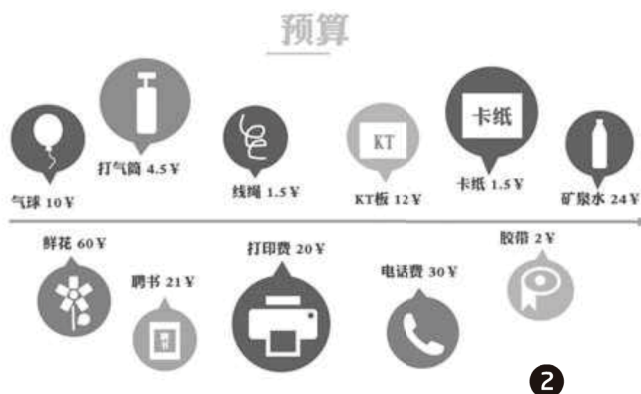 预算
气球 10￥
打气筒 4.5￥
线绳 1.5￥
KT
KT板 12￥
卡纸
卡纸 1.5￥
矿泉水 24￥
鲜花 60￥
聘书 21￥
聘书
打印费 20￥
电话费 30￥
胶带 2￥
2